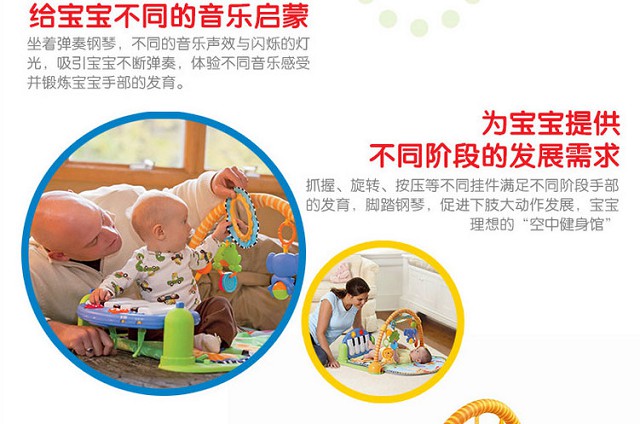 给宝宝不同的音乐启蒙
坐着弹奏钢琴，不同的音乐声效与闪烁的灯
光，吸引宝宝不断弹奏，体验不同音乐感受
并锻炼宝宝手部的发育。
为宝宝提供
不同阶段的发展需求
抓握、旋转、按压等不同挂件满足不同阶段手部
的发育，脚踏钢琴，促进下肢大动作发展，宝宝
理想的“空中健身馆”